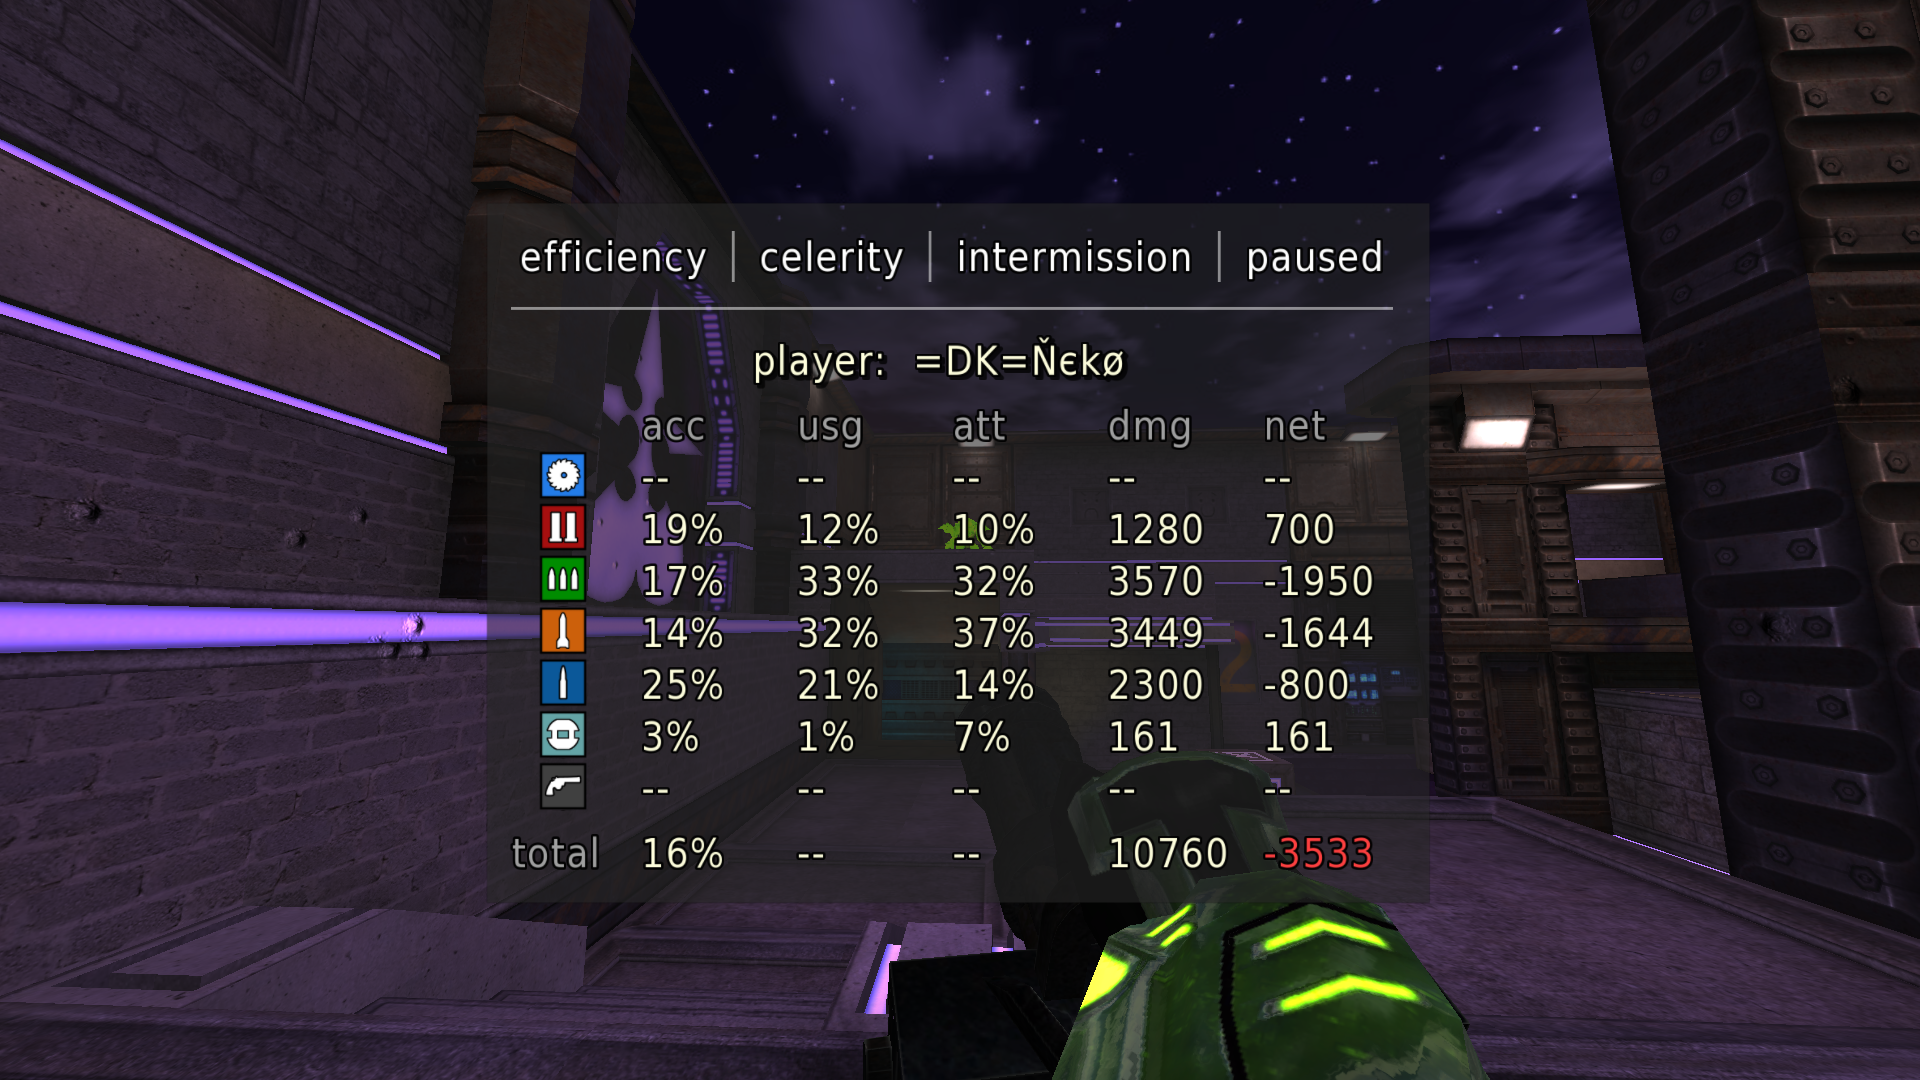 efficiency | celerity | intermission | paused
player: =DK=Ňєkø
acc usg att dmg net
-- -- -- -- --
19% 12% 10% 1280 700
17% 33% 32% 3570 -1950
14% 32% 37% 3449 -1644
25% 21% 14% 2300 -800
3% 1% 7% 161 161
-- -- -- -- --
total 16% -- -- 10760 -3533
2